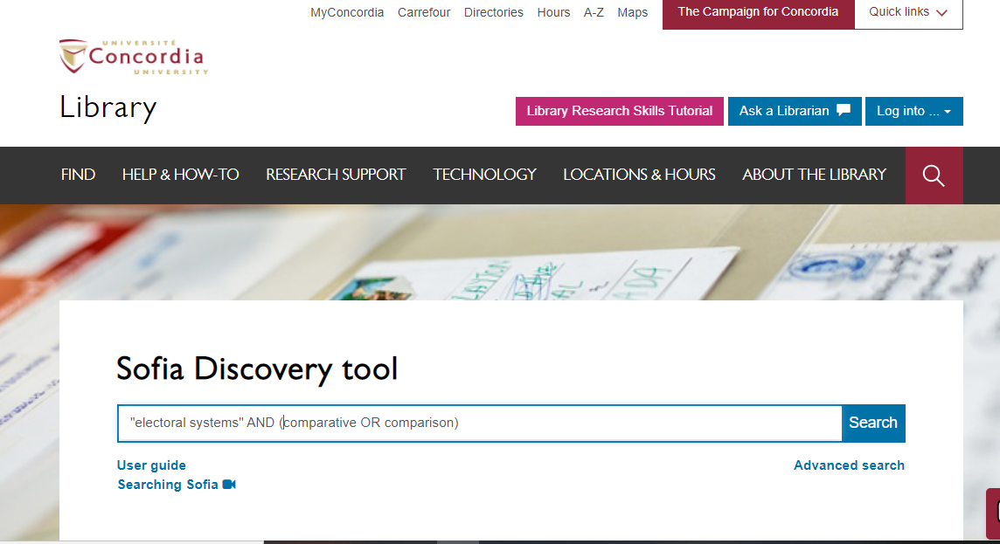 MyConcordia Carrefour Directories Hours A-Z Maps The Campaign for Concordia Quick links
UNIVERSITÉ
Concordia
UNIVERSITY
Library
Library Research Skills Tutorial Ask a Librarian Log into ...
FIND HELP & HOW-TO RESEARCH SUPPORT TECHNOLOGY LOCATIONS & HOURS ABOUT THE LIBRARY
Sofia Discovery tool
"electoral systems" AND (comparative OR comparison) Search
User guide Advanced search
Searching Sofia